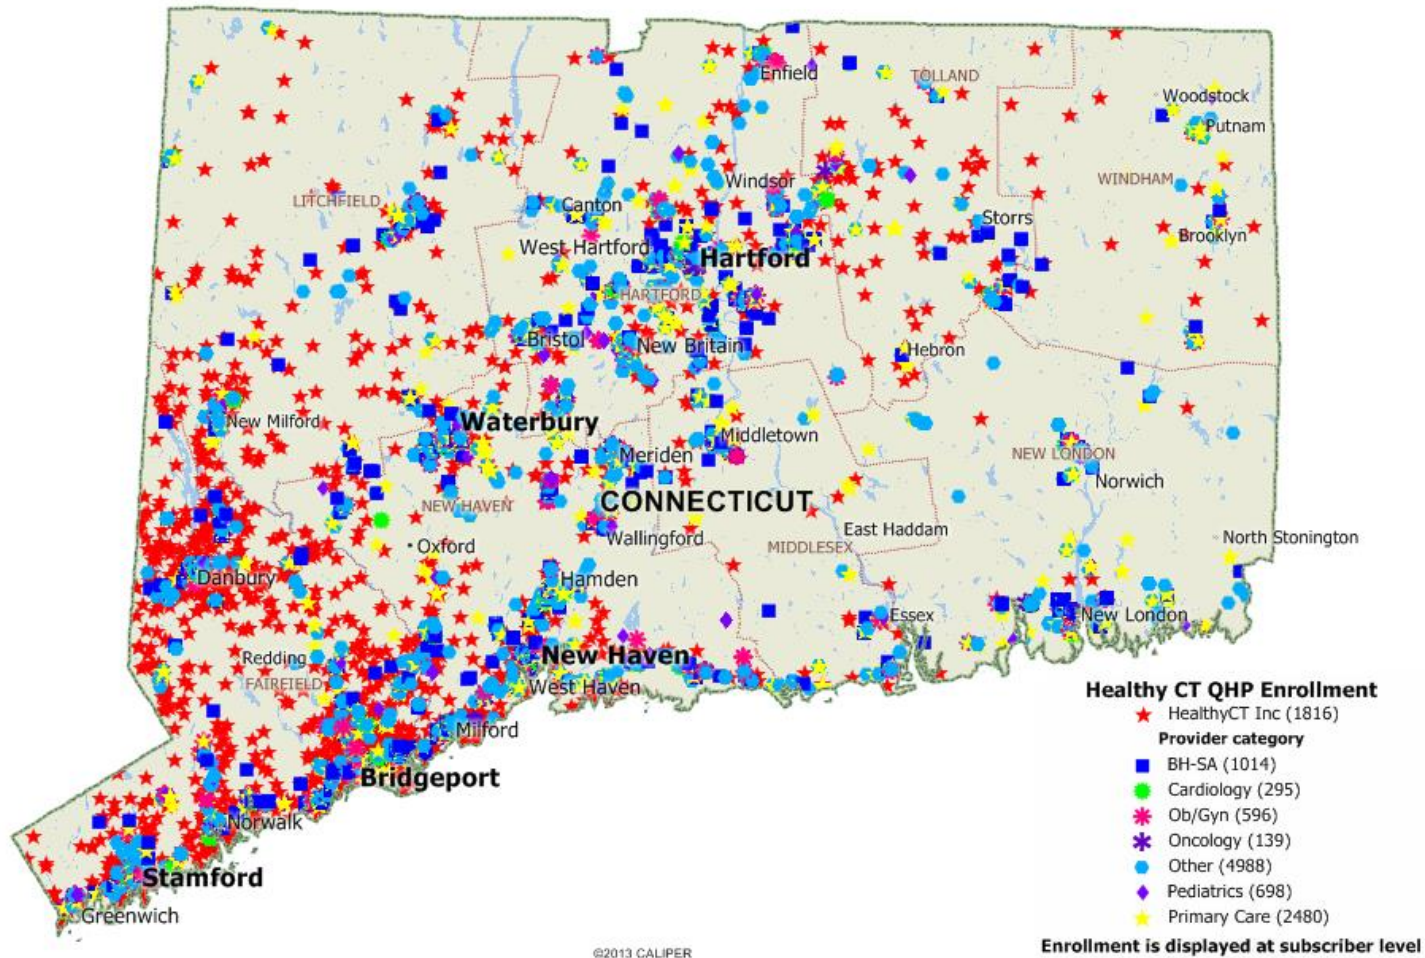 Enfield
TOLLAND
Woodstock
Putnam
WINDHAM
Windsor
LITCHFIELD
Canton
Storrs
Brooklyn
West Hartford
Hartford
HARTFORD
Bristol
New Britain
Hebron
New Milford
Waterbury
Middletown
Meriden
NEW LONDON
Norwich
NEW HAVEN
CONNECTICUT
East Haddam
Wallingford
MIDDLESEX
North Stonington
Oxford
Danbury
Hamden
Essex
New London
Redding
New Haven
FAIRFIELD
West Haven
Milford
Bridgeport
Norwalk
Stamford
Greenwich
Healthy CT QHP Enrollment
HealthyCT Inc (1816)
Provider category
BH-SA (1014)
Cardiology (295)
Ob/Gyn (596)
Oncology (139)
Other (4988)
Pediatrics (698)
Primary Care (2480)
Enrollment is displayed at subscriber level
©2013 CALIPER